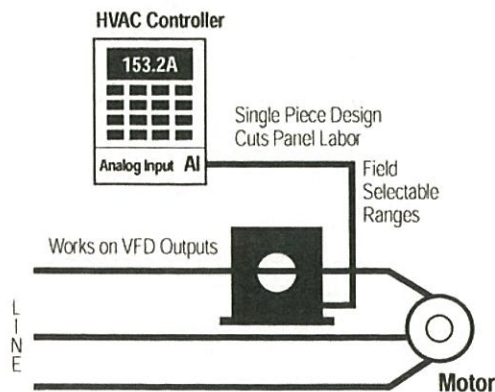 HVAC Controller
153.2A
Analog Input AI
Single Piece Design
Cuts Panel Labor
Field
Selectable
Ranges
Works on VFD Outputs
LINE
Motor